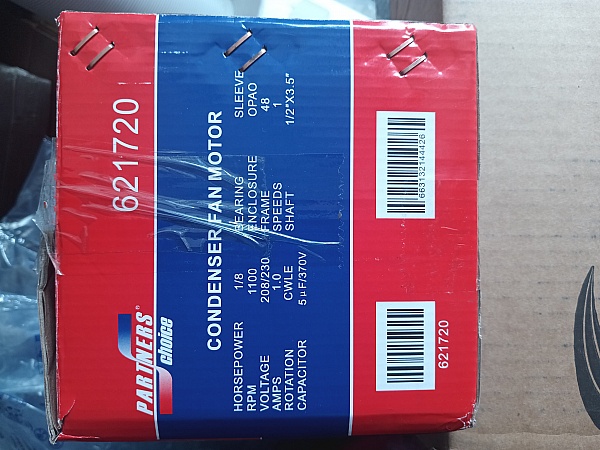 PARTNERS®
choice
621720
CONDENSER FAN MOTOR
HORSEPOWER 1/8 BEARING SLEEVE
RPM 1100 ENCLOSURE OPAO
VOLTAGE 208/230 FRAME 48
AMPS 1.0 SPEEDS 1
ROTATION CWLE SHAFT 1/2"X3.5"
CAPACITOR 5μF/370V
663132144426
621720